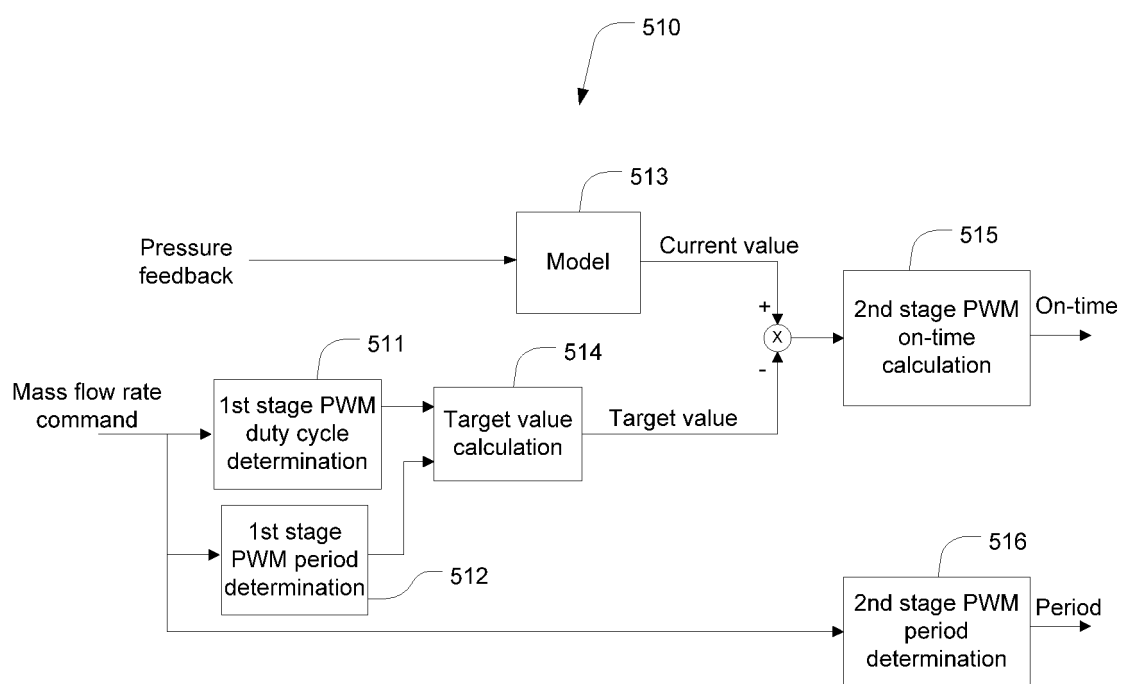 510
513
Pressure
feedback
Model
Current value
515
+
X
-
2nd stage PWM
on-time
calculation
On-time
511
514
Mass flow rate
command
1st stage PWM
duty cycle
determination
Target value
calculation
Target value
1st stage
PWM period
determination
512
516
2nd stage PWM
period
determination
Period